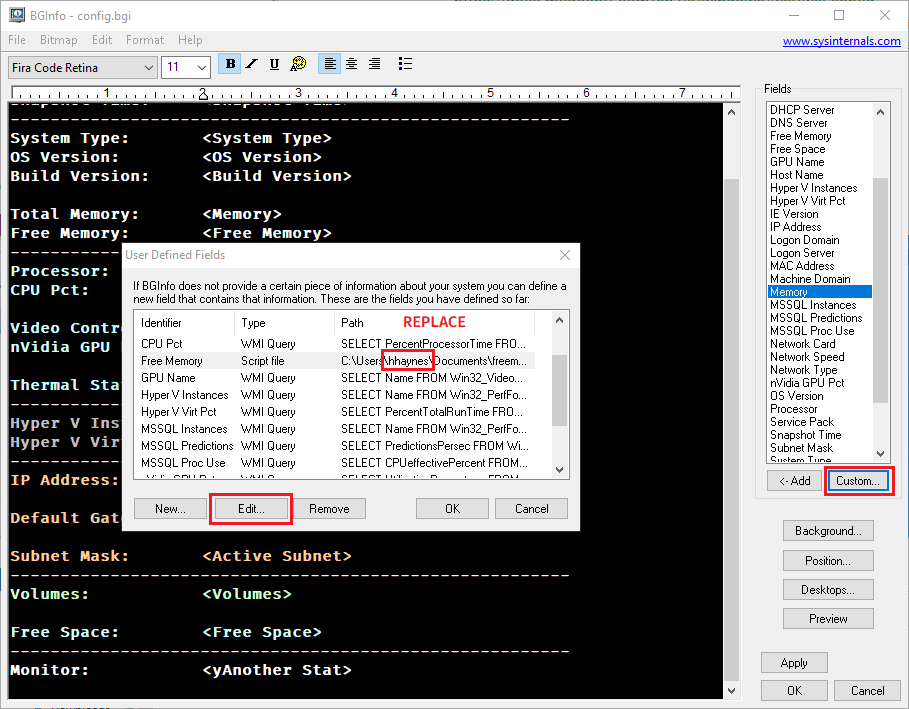 BGInfo - config.bgi
File Bitmap Edit Format Help
www.sysinternals.com
Fira Code Retina 11 B U
1 2 3 4 5 6 7
Snapshot Time: <Snapshot Time>
System Type: <System Type>
OS Version: <OS Version>
Build Version: <Build Version>
Total Memory: <Memory>
Free Memory: <Free Memory>
Processor:
CPU Pct:
Video Contr
nVidia GPU
Thermal Sta
Hyper V Ins
Hyper V Vir
IP Address:
Default Gat
Subnet Mask: <Active Subnet>
Volumes: <Volumes>
Free Space: <Free Space>
Monitor: <yAnother Stat>
User Defined Fields
If BGInfo does not provide a certain piece of information about your system you can define a
new field that contains that information. These are the fields you have defined so far:
Identifier Type Path REPLACE
CPU Pct WMI Query SELECT PercentProcessorTime FRO...
Free Memory Script file C:\Users\hhaynes\Documents\freem...
GPU Name WMI Query SELECT Name FROM Win32_Video...
Hyper V Instances WMI Query SELECT Name FROM Win32_PerfFo...
Hyper V Virt Pct WMI Query SELECT PercentTotalRunTime FRO...
MSSQL Instances WMI Query SELECT Name FROM Win32_PerfFo...
MSSQL Predictions WMI Query SELECT PredictionsPersec FROM Wi...
MSSQL Proc Use WMI Query SELECT CPUeffectivePercent FROM...
New... Edit... Remove OK Cancel
Fields
DHCP Server
DNS Server
Free Memory
Free Space
GPU Name
Host Name
Hyper V Instances
Hyper V Virt Pct
IE Version
IP Address
Logon Domain
Logon Server
MAC Address
Machine Domain
Memory
MSSQL Instances
MSSQL Predictions
MSSQL Proc Use
Network Card
Network Speed
Network Type
nVidia GPU Pct
OS Version
Processor
Service Pack
Snapshot Time
Subnet Mask
System Type
<- Add Custom...
Background...
Position...
Desktops...
Preview
Apply
OK Cancel